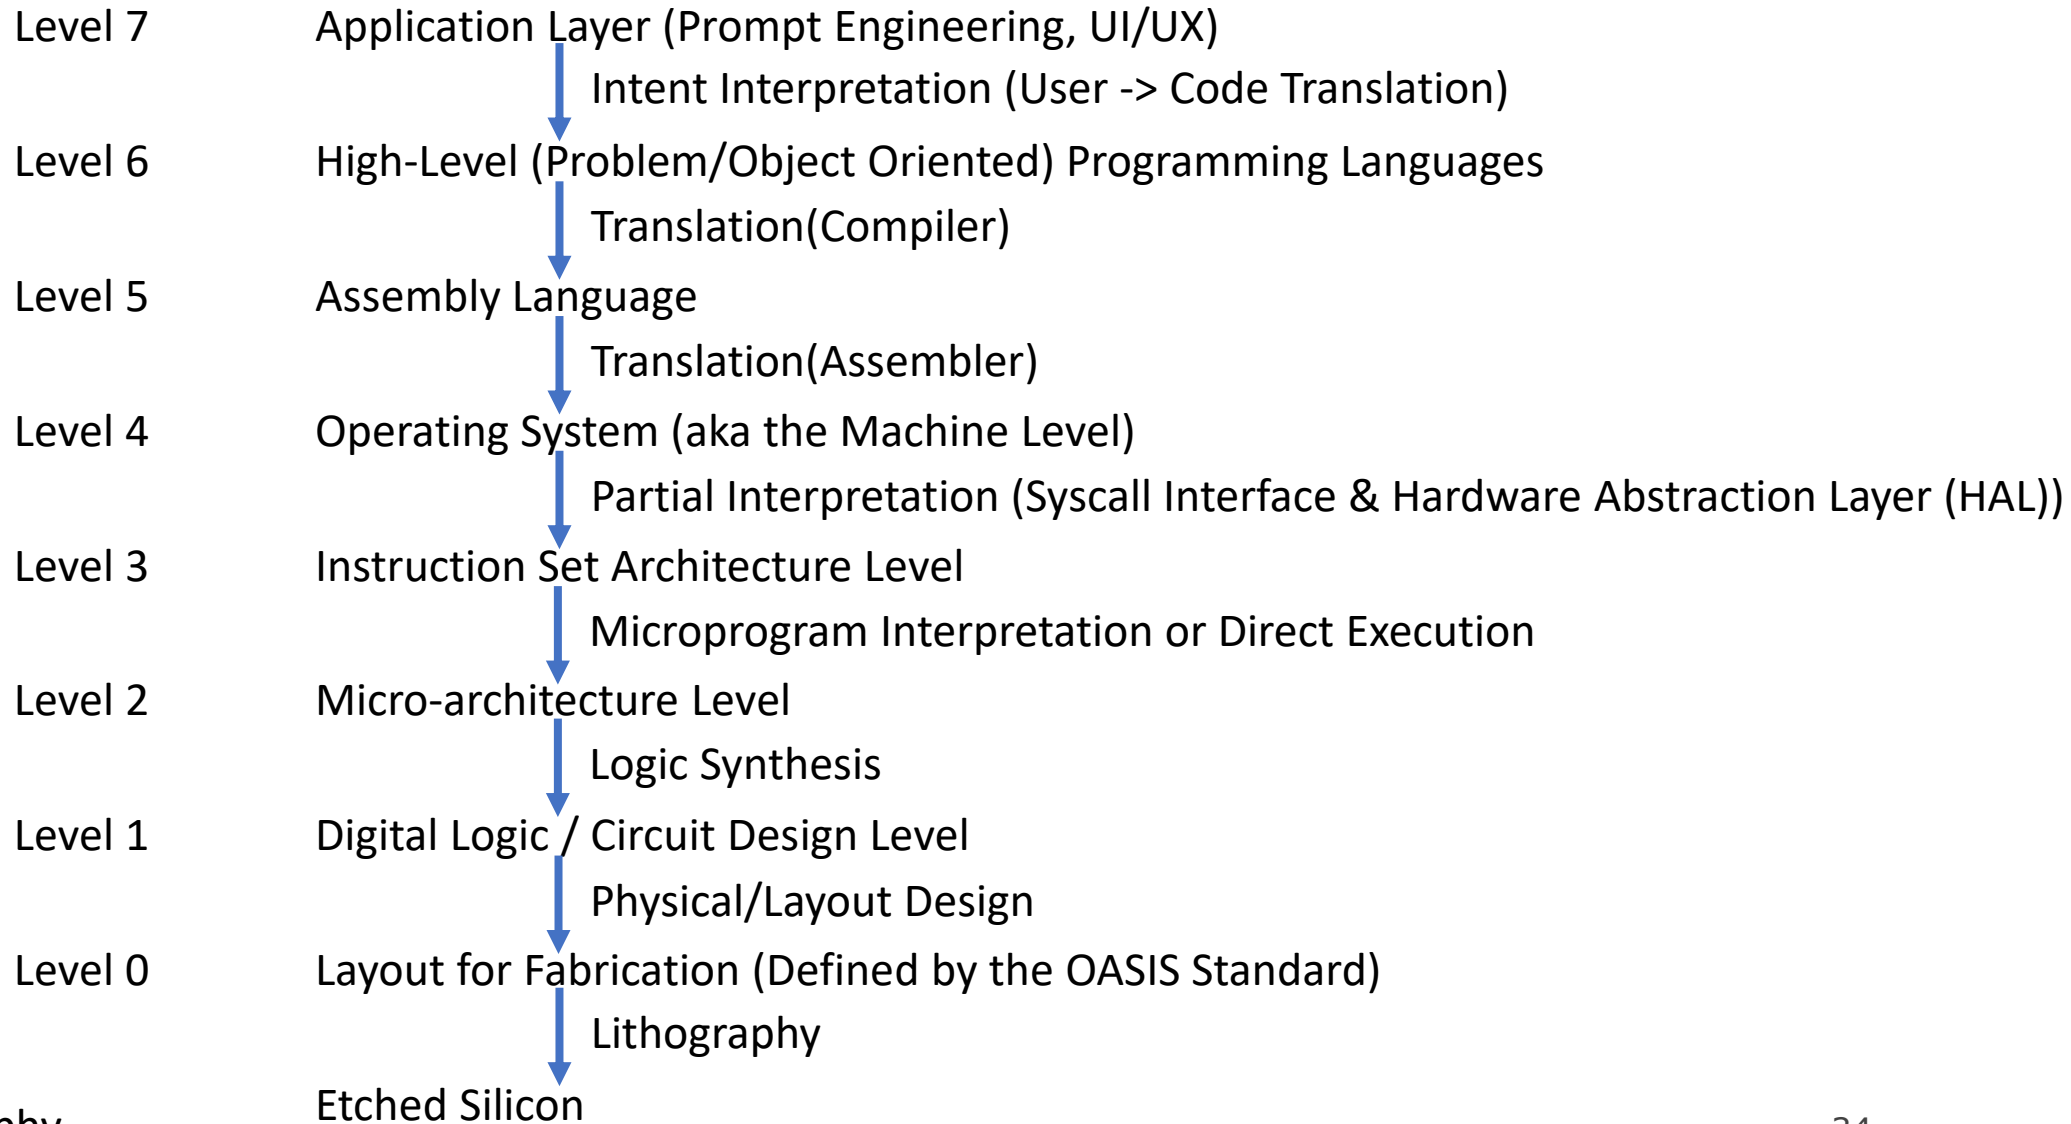 Level 7 Application Layer (Prompt Engineering, UI/UX)
Intent Interpretation (User -> Code Translation)
Level 6 High-Level (Problem/Object Oriented) Programming Languages
Translation(Compiler)
Level 5 Assembly Language
Translation(Assembler)
Level 4 Operating System (aka the Machine Level)
Partial Interpretation (Syscall Interface & Hardware Abstraction Layer (HAL))
Level 3 Instruction Set Architecture Level
Microprogram Interpretation or Direct Execution
Level 2 Micro-architecture Level
Logic Synthesis
Level 1 Digital Logic / Circuit Design Level
Physical/Layout Design
Level 0 Layout for Fabrication (Defined by the OASIS Standard)
Lithography
Etched Silicon